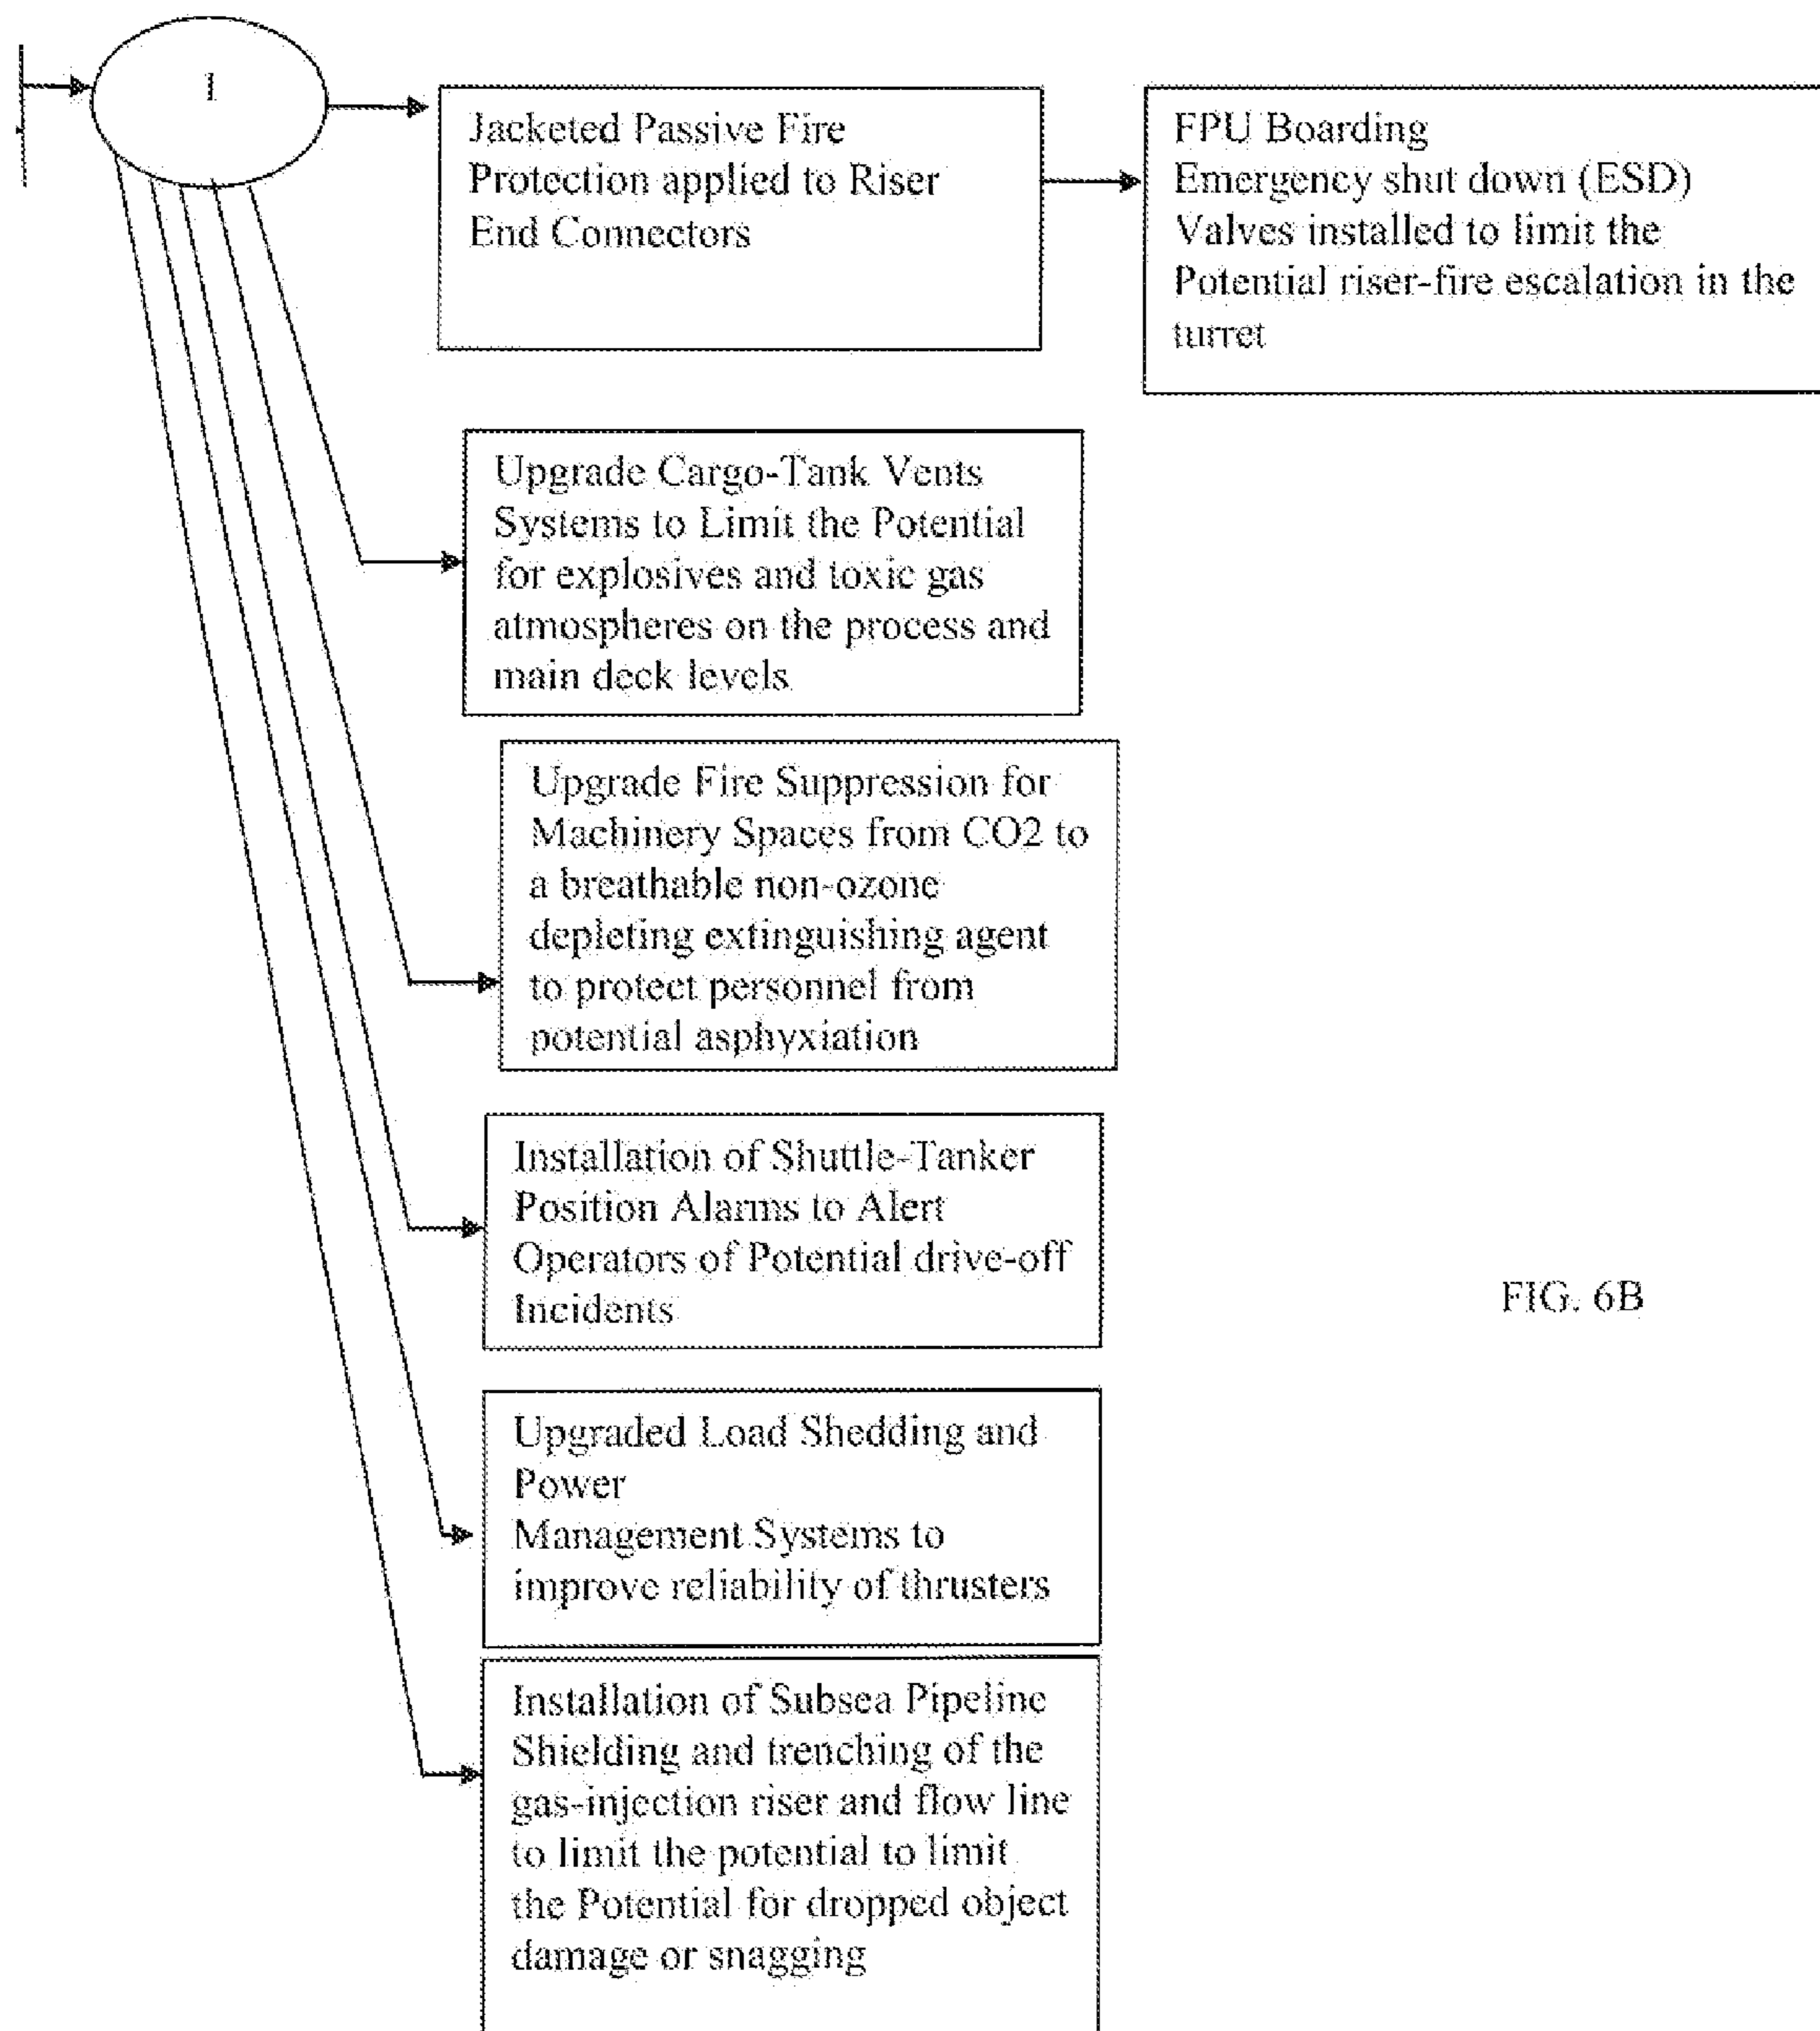 1
Jacketed Passive Fire
Protection applied to Riser
End Connectors
FPU Boarding
Emergency shut down (ESD)
Valves installed to limit the
Potential riser-fire escalation in the
turret
Upgrade Cargo-Tank Vents
Systems to Limit the Potential
for explosives and toxic gas
atmospheres on the process and
main deck levels
Upgrade Fire Suppression for
Machinery Spaces from CO2 to
a breathable non-ozone
depleting extinguishing agent
to protect personnel from
potential asphyxiation
Installation of Shuttle-Tanker
Position Alarms to Alert
Operators of Potential drive-off
Incidents
FIG. 6B
Upgraded Load Shedding and
Power
Management Systems to
improve reliability of thrusters
Installation of Subsea Pipeline
Shielding and trenching of the
gas-injection riser and flow line
to limit the potential to limit
the Potential for dropped object
damage or snagging